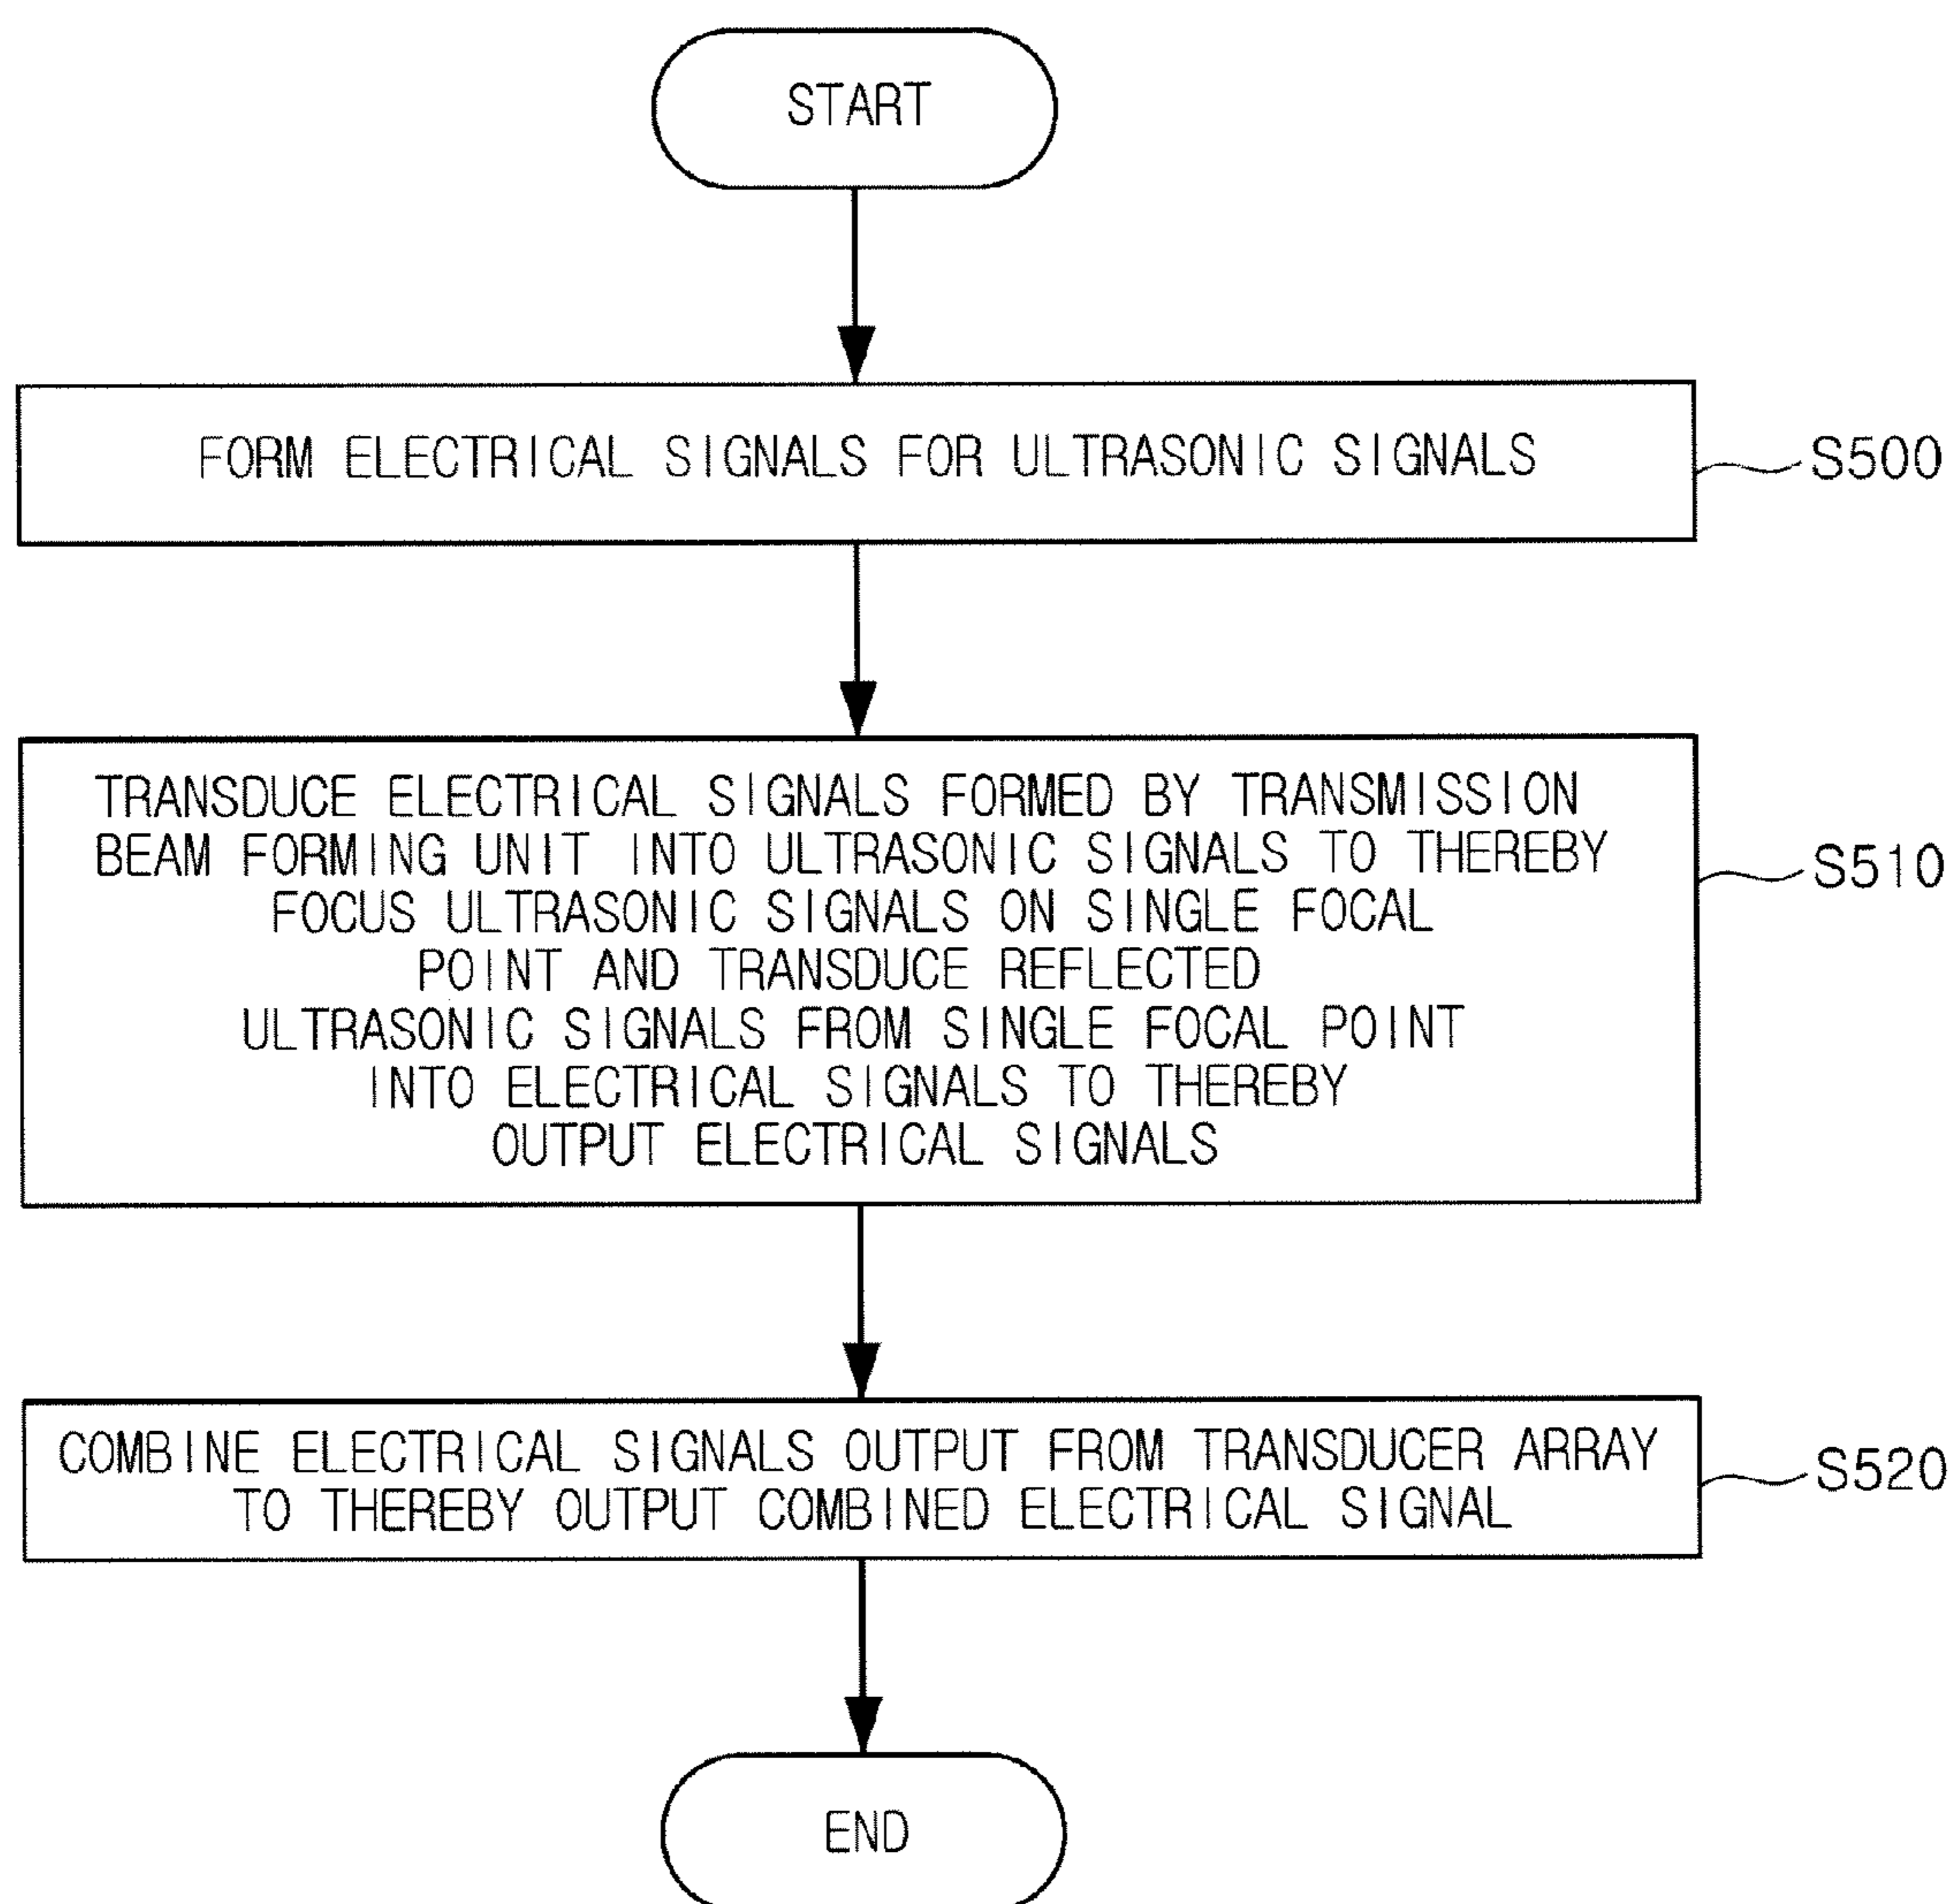 START
FORM ELECTRICAL SIGNALS FOR ULTRASONIC SIGNALS
S500
TRANSDUCE ELECTRICAL SIGNALS FORMED BY TRANSMISSION
BEAM FORMING UNIT INTO ULTRASONIC SIGNALS TO THEREBY
FOCUS ULTRASONIC SIGNALS ON SINGLE FOCAL
POINT AND TRANSDUCE REFLECTED
ULTRASONIC SIGNALS FROM SINGLE FOCAL POINT
INTO ELECTRICAL SIGNALS TO THEREBY
OUTPUT ELECTRICAL SIGNALS
S510
COMBINE ELECTRICAL SIGNALS OUTPUT FROM TRANSDUCER ARRAY
TO THEREBY OUTPUT COMBINED ELECTRICAL SIGNAL
S520
END